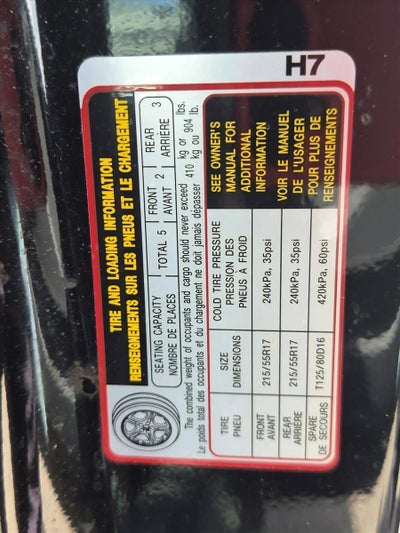 TIRE AND LOADING INFORMATION
RENSEIGNEMENTS SUR LES PNEUS ET LE CHARGEMENT
SEATING CAPACITY
NOMBRE DE PLACES
TOTAL 5
FRONT
AVANT 2
REAR
ARRIÈRE 3
The combined weight of occupants and cargo should never exceed 410 kg or 904 lbs.
Le poids total des occupants et du chargement ne doit jamais dépasser 410 kg ou 904 lb.
TIRE
PNEU
SIZE
DIMENSIONS
COLD TIRE PRESSURE
PRESSION DES
PNEUS À FROID
FRONT
AVANT
215/55R17
240kPa, 35psi
REAR
ARRIÈRE
215/55R17
240kPa, 35psi
SPARE
DE SECOURS
T125/80D16
420kPa, 60psi
SEE OWNER'S
MANUAL FOR
ADDITIONAL
INFORMATION
VOIR LE MANUEL
DE L'USAGER
POUR PLUS DE
RENSEIGNEMENTS
H7